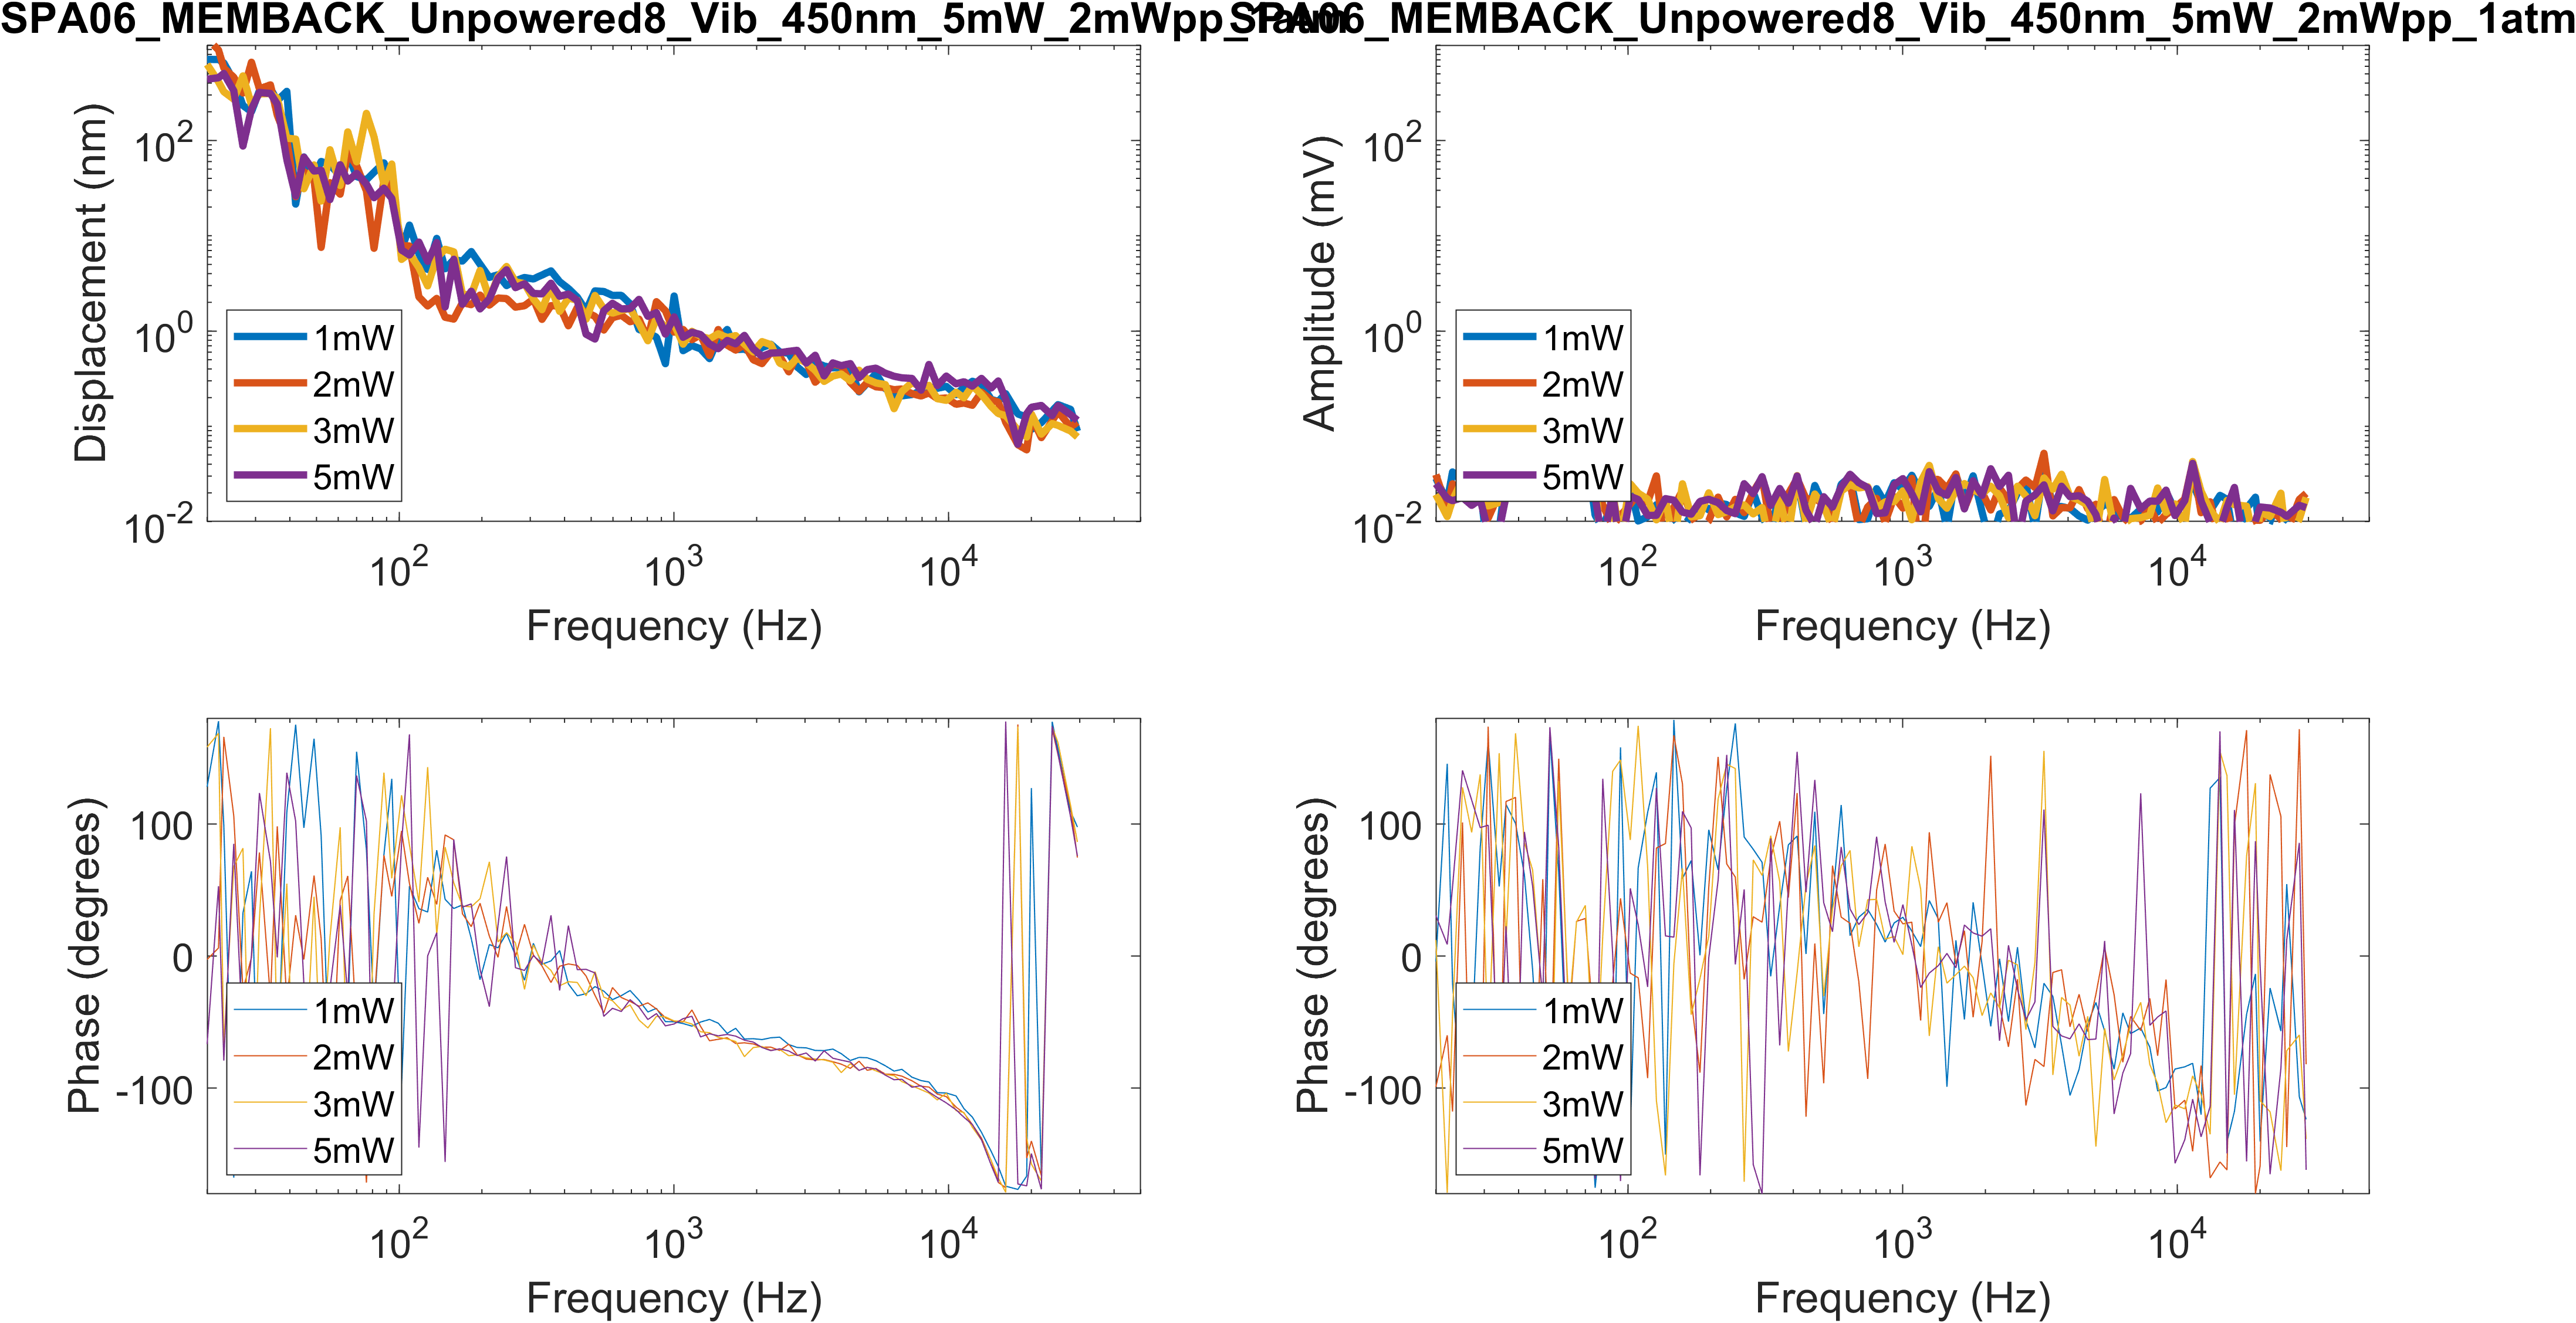 SPA06_MEMBACK_Unpowered8_Vib_450nm_5mW_2mWpp_1atm
SPA06_MEMBACK_Unpowered8_Vib_450nm_5mW_2mWpp_1atm
Displacement (nm)
10^2
10^0
10^-2
1mW
2mW
3mW
5mW
10^2
10^3
10^4
Frequency (Hz)
Amplitude (mV)
10^2
10^0
10^-2
1mW
2mW
3mW
5mW
10^2
10^3
10^4
Frequency (Hz)
Phase (degrees)
100
0
-100
1mW
2mW
3mW
5mW
10^2
10^3
10^4
Frequency (Hz)
Phase (degrees)
100
0
-100
1mW
2mW
3mW
5mW
10^2
10^3
10^4
Frequency (Hz)